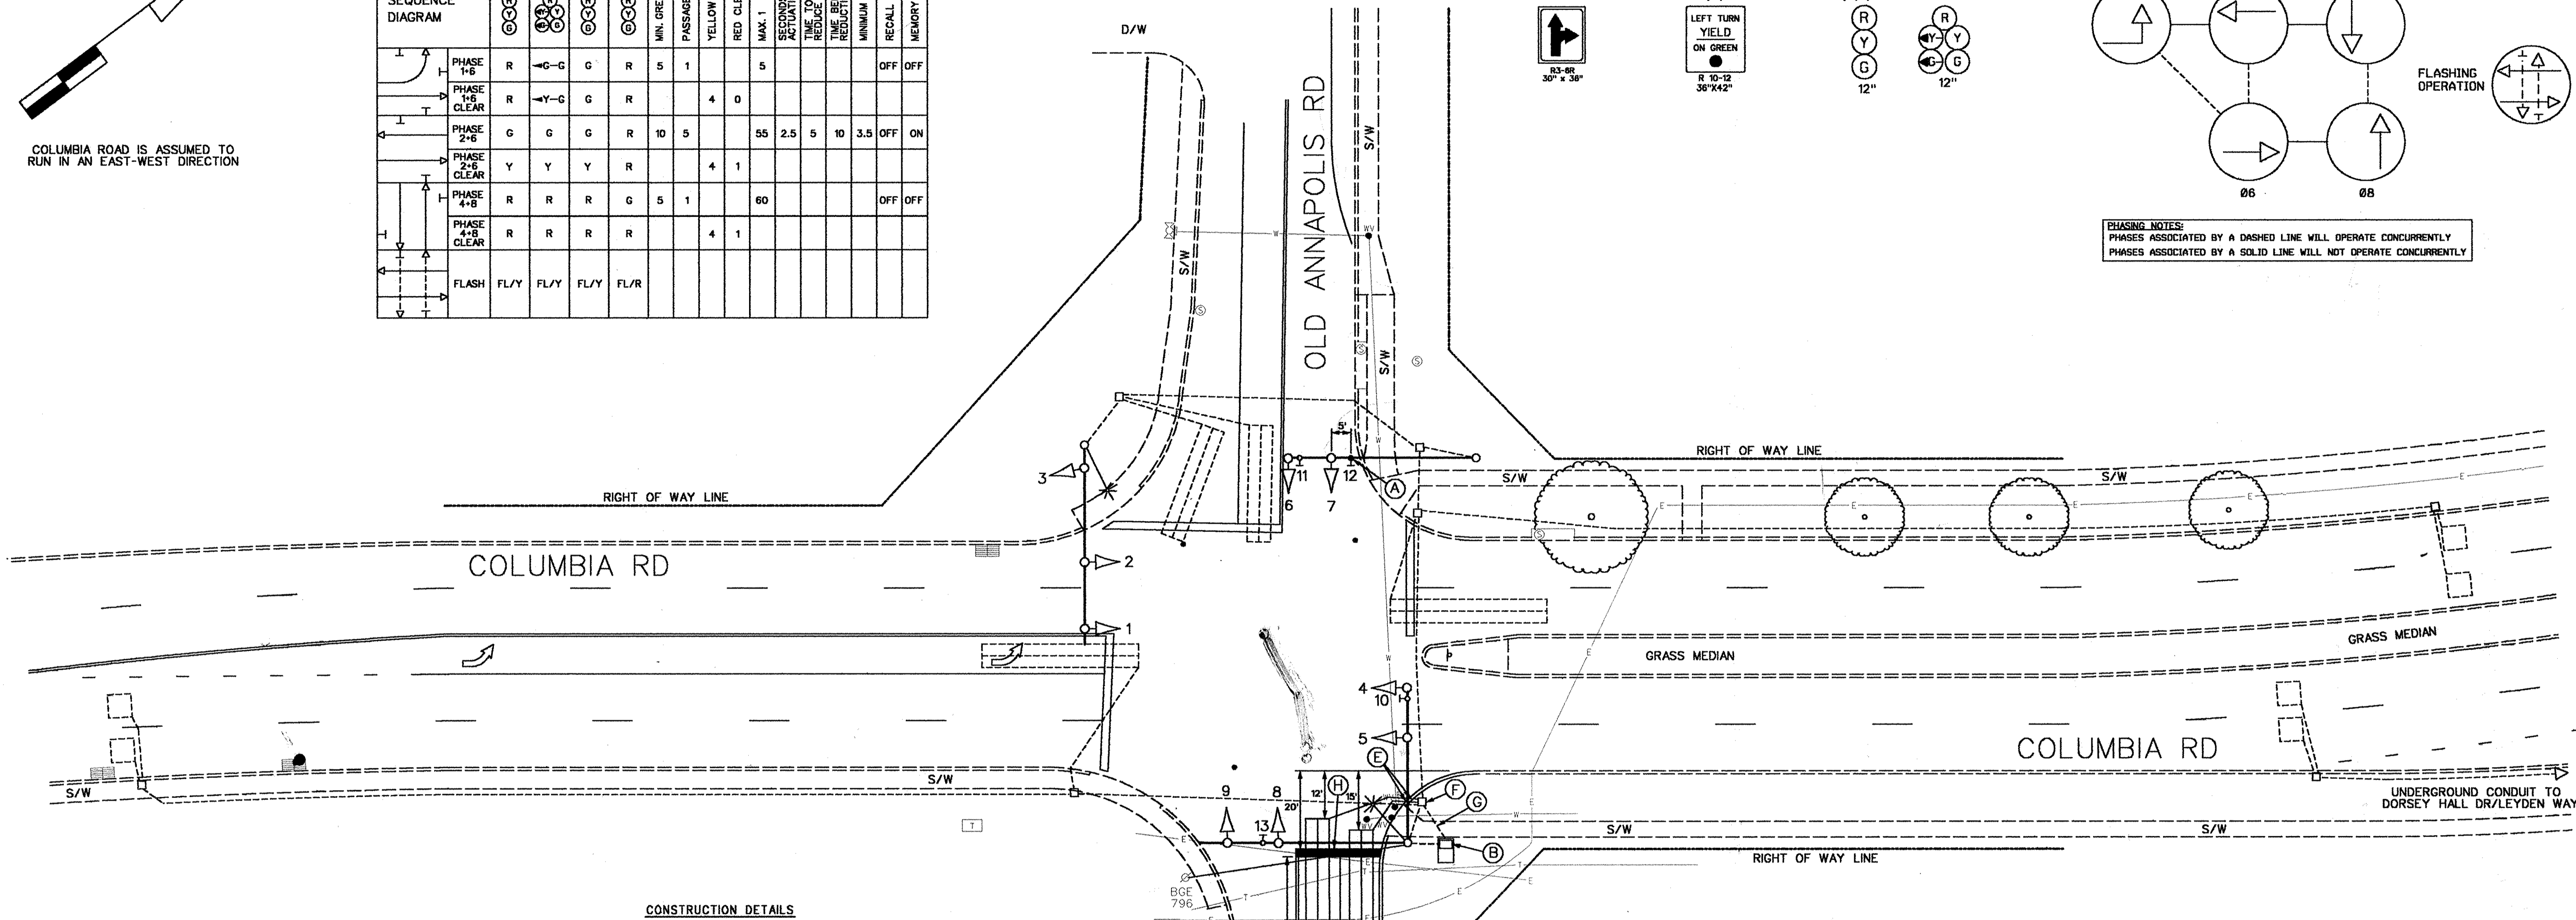 SEQUENCE
DIAGRAM
R Y G
R Y G
R Y G
PASSAGE
YELLOW
MAX. 1
SECONDS
ACTUATI
TIME TO
REDUCE
MINIMUM
RECALL
MEMORY
PHASE 1+6 R ◄G–G G R 5 1 5 OFF OFF
PHASE 1+6 CLEAR R ◄Y–G G R 4 0
PHASE 2+6 G G G R 10 5 55 2.5 5 10 3.5 OFF ON
PHASE 2+6 CLEAR Y Y Y R 4 1
PHASE 4+8 R R R G 5 1 60 OFF OFF
PHASE 4+8 CLEAR R R R R 4 1
FLASH FL/Y FL/Y FL/Y FL/R
COLUMBIA ROAD IS ASSUMED TO
RUN IN AN EAST-WEST DIRECTION
D/W
OLD ANNAPOLIS RD
S/W
S/W
S/W
R3-6R
30" x 36"
LEFT TURN
YIELD
ON GREEN
R 10-12
36"X42"
R
Y
G
12"
R
Y Y
G G
12"
FLASHING
OPERATION
Ø6
Ø8
PHASING NOTES:
PHASES ASSOCIATED BY A DASHED LINE WILL OPERATE CONCURRENTLY
PHASES ASSOCIATED BY A SOLID LINE WILL NOT OPERATE CONCURRENTLY
W
WV
S
S
S
5'
3
11
12
6
7
A
RIGHT OF WAY LINE
RIGHT OF WAY LINE
S/W
S/W
E
E
E
E
E
S
W
COLUMBIA RD
2
1
GRASS MEDIAN
GRASS MEDIAN
E
W
4
10
5
COLUMBIA RD
S/W
S/W
9
8
13
20'
12'
15'
H
E
F
G
B
W
E
UNDERGROUND CONDUIT TO
DORSEY HALL DR/LEYDEN WAY
S/W
S/W
RIGHT OF WAY LINE
T
E
T
T
T
E
E
E
BGE
796
CONSTRUCTION DETAILS